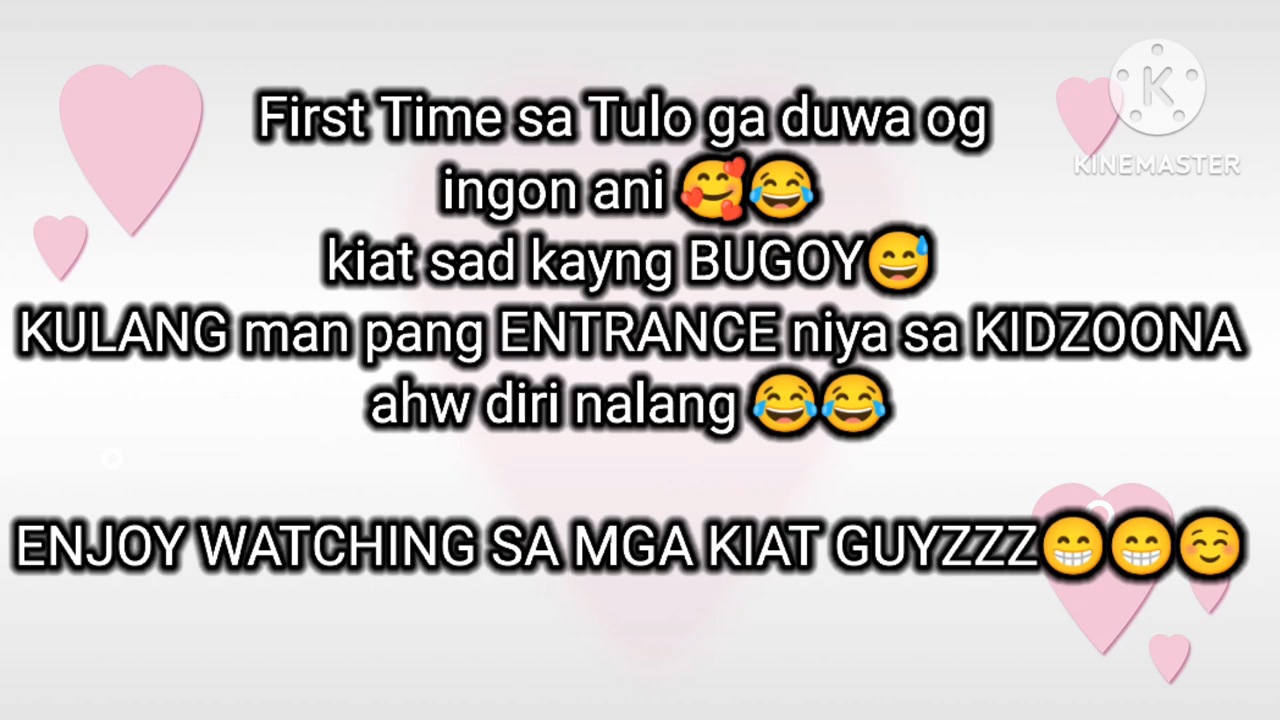 First Time sa Tulo ga duwa og
ingon ani 🥰😂
kiat sad kayng BUGOY😅
KULANG man pang ENTRANCE niya sa KIDZOONA
ahw diri nalang 😂😂
ENJOY WATCHING SA MGA KIAT GUYZZZ😁😁☺️
K
KINEMASTER